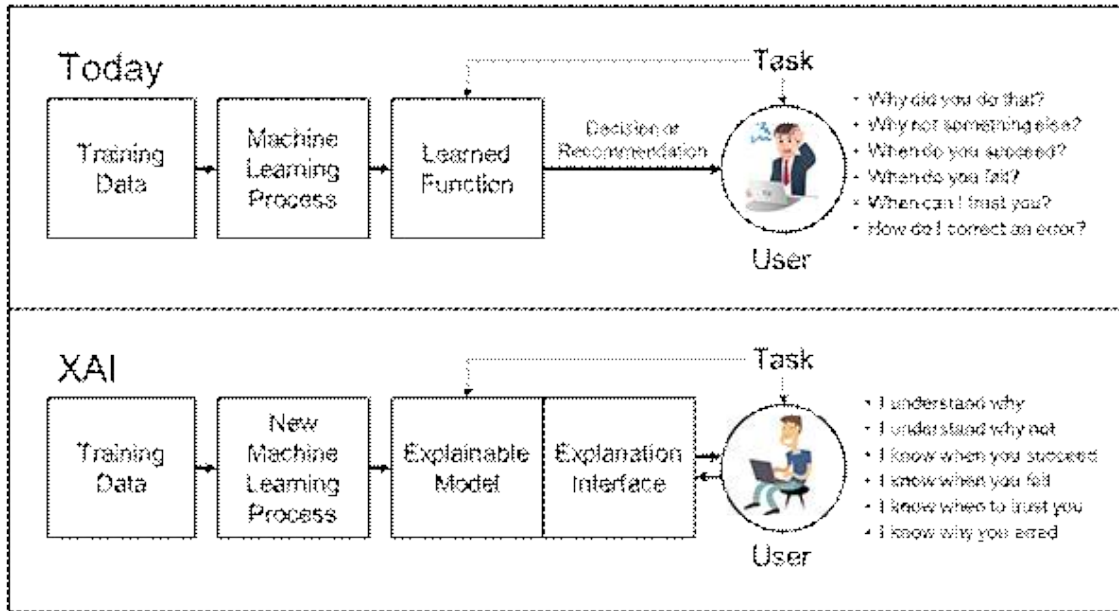 Today
Task
Training
Data
Machine
Learning
Process
Learned
Function
Decision or
Recommendation
User
• Why did you do that?
• Why not something else?
• When do you succeed?
• When do you fail?
• When can I trust you?
• How do I correct an error?
XAI
Task
Training
Data
New
Machine
Learning
Process
Explainable
Model
Explanation
Interface
User
• I understand why
• I understand why not
• I know when you succeed
• I know when you fail
• I know when to trust you
• I know why you erred